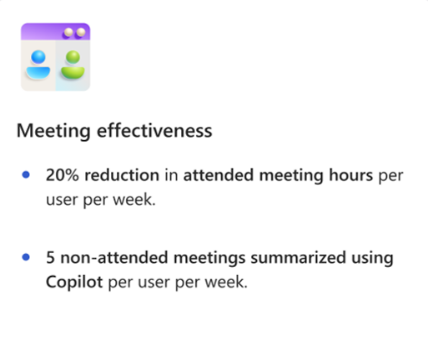 Meeting effectiveness
20% reduction in attended meeting hours per
user per week.
5 non-attended meetings summarized using
Copilot per user per week.